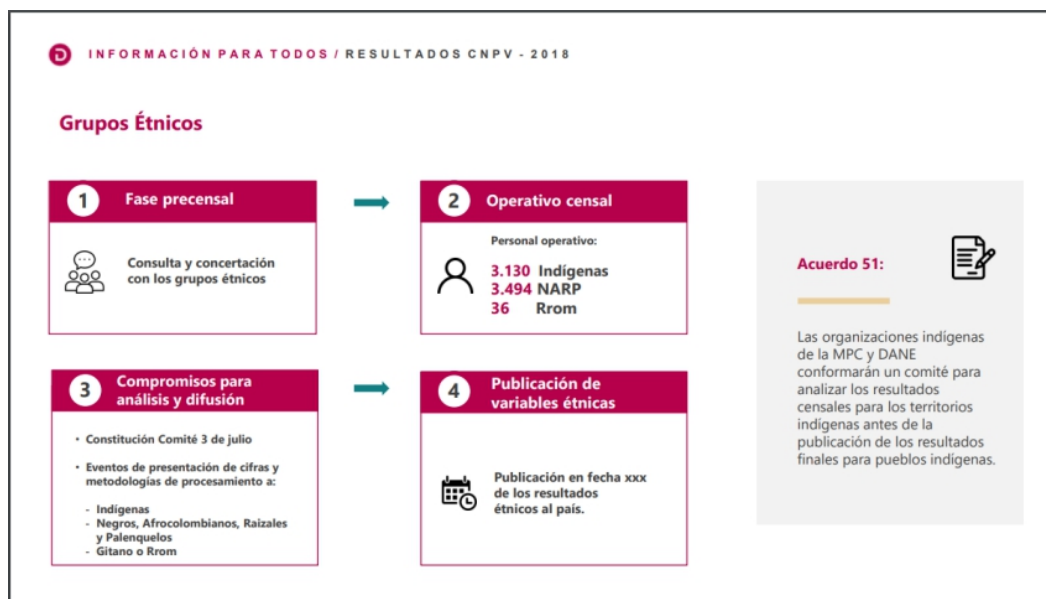 INFORMACIÓN PARA TODOS / RESULTADOS CNPV - 2018
Grupos Étnicos
1 Fase precensal
Consulta y concertación
con los grupos étnicos
2 Operativo censal
Personal operativo:
3.130 Indígenas
3.494 NARP
36 Rrom
3 Compromisos para
análisis y difusión
• Constitución Comité 3 de julio
• Eventos de presentación de cifras y
metodologías de procesamiento a:
- Indígenas
- Negros, Afrocolombianos, Raizales
y Palenquelos
- Gitano o Rrom
4 Publicación de
variables étnicas
Publicación en fecha xxx
de los resultados
étnicos al país.
Acuerdo 51:
Las organizaciones indígenas
de la MPC y DANE
conformarán un comité para
analizar los resultados
censales para los territorios
indígenas antes de la
publicación de los resultados
finales para pueblos indígenas.